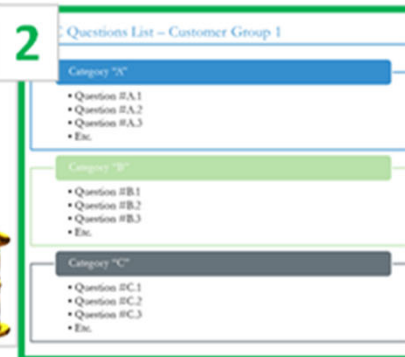 2
C Questions List – Customer Group 1
Category "A"
• Question #A.1
• Question #A.2
• Question #A.3
• Etc.
Category "B"
• Question #B.1
• Question #B.2
• Question #B.3
• Etc.
Category "C"
• Question #C.1
• Question #C.2
• Question #C.3
• Etc.